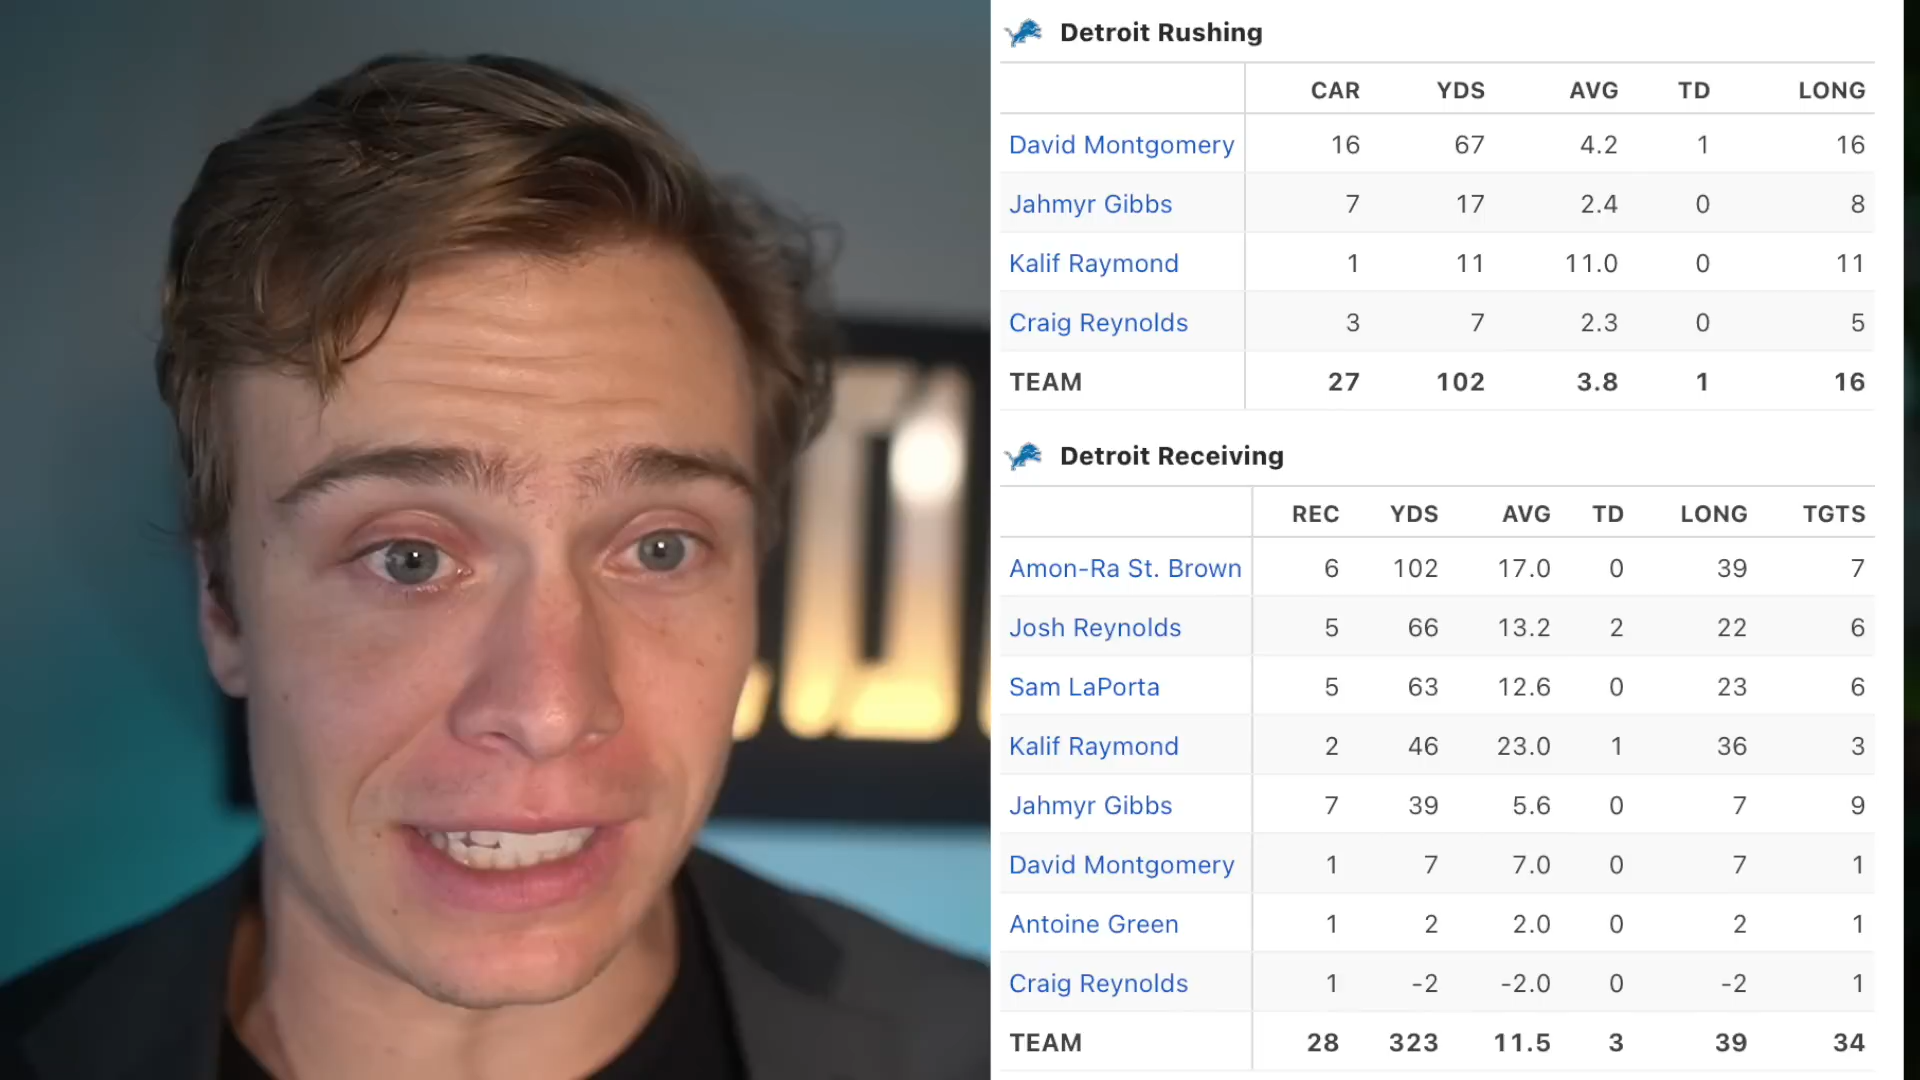 Detroit Rushing
CAR YDS AVG TD LONG
David Montgomery 16 67 4.2 1 16
Jahmyr Gibbs 7 17 2.4 0 8
Kalif Raymond 1 11 11.0 0 11
Craig Reynolds 3 7 2.3 0 5
TEAM 27 102 3.8 1 16
Detroit Receiving
REC YDS AVG TD LONG TGTS
Amon-Ra St. Brown 6 102 17.0 0 39 7
Josh Reynolds 5 66 13.2 2 22 6
Sam LaPorta 5 63 12.6 0 23 6
Kalif Raymond 2 46 23.0 1 36 3
Jahmyr Gibbs 7 39 5.6 0 7 9
David Montgomery 1 7 7.0 0 7 1
Antoine Green 1 2 2.0 0 2 1
Craig Reynolds 1 -2 -2.0 0 -2 1
TEAM 28 323 11.5 3 39 34